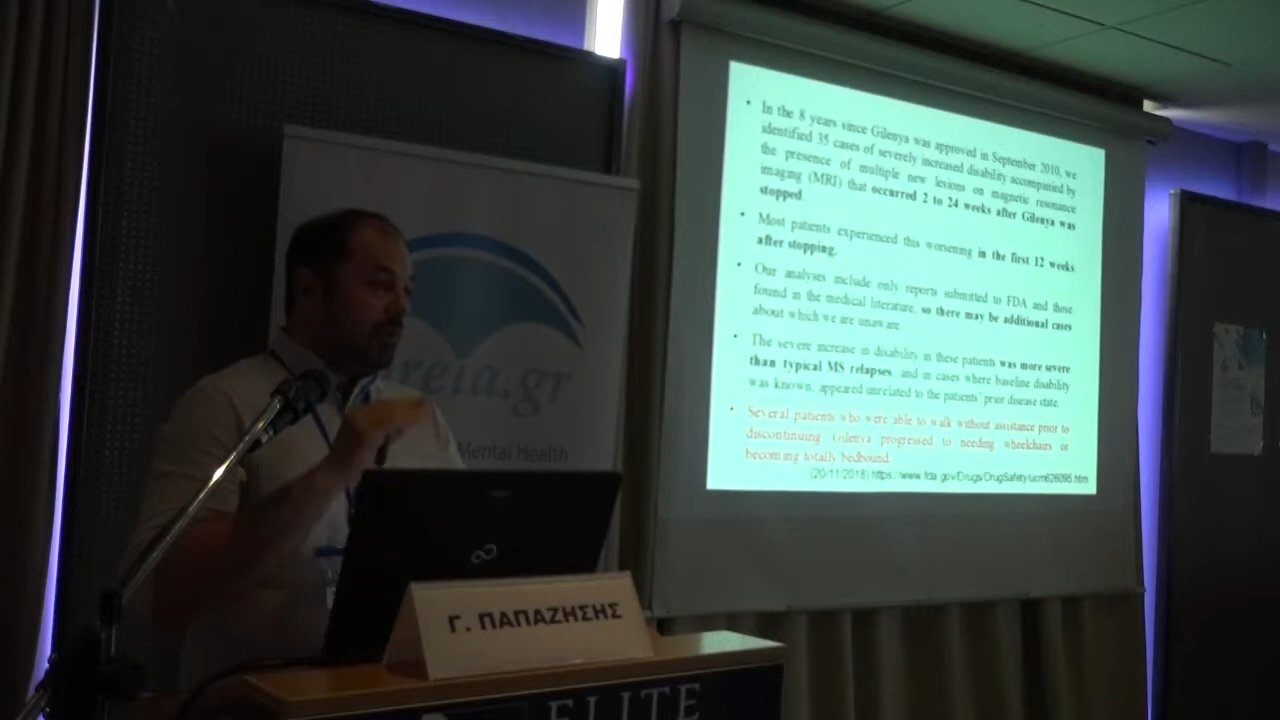 • In the 8 years since Gilenya was approved in September 2010, we
identified 35 cases of severely increased disability accompanied by
the presence of multiple new lesions on magnetic resonance
imaging (MRI) that occurred 2 to 24 weeks after Gilenya was
stopped.
• Most patients experienced this worsening in the first 12 weeks
after stopping.
• Our analyses include only reports submitted to FDA and those
found in the medical literature, so there may be additional cases
about which we are unaware.
• The severe increase in disability in these patients was more severe
than typical MS relapses, and in cases where baseline disability
was known, appeared unrelated to the patients' prior disease state.
• Several patients who were able to walk without assistance prior to
discontinuing Gilenya progressed to needing wheelchairs or
becoming totally bedbound.
(20/11/2018) https://www.fda.gov/Drugs/DrugSafety/ucm626095.htm
reia.gr
Mental Health
Γ. ΠΑΠΑΖΗΣΗΣ
ELITE